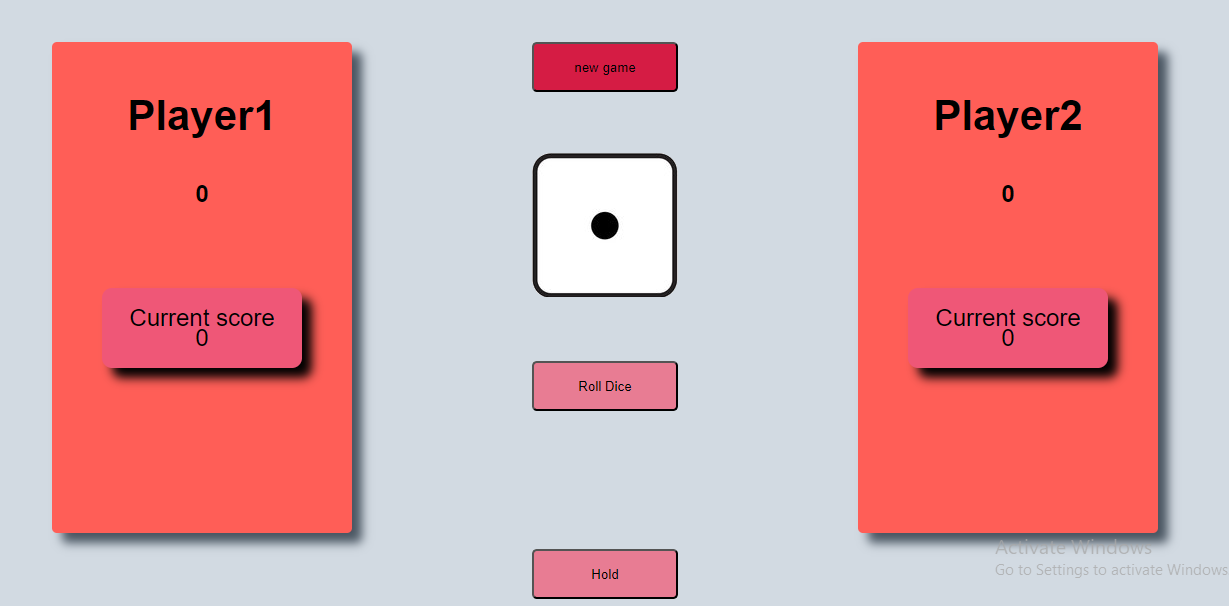 Player1
0
Current score
0
new game
Roll Dice
Hold
Player2
0
Current score
0
Activate Windows
Go to Settings to activate Windows